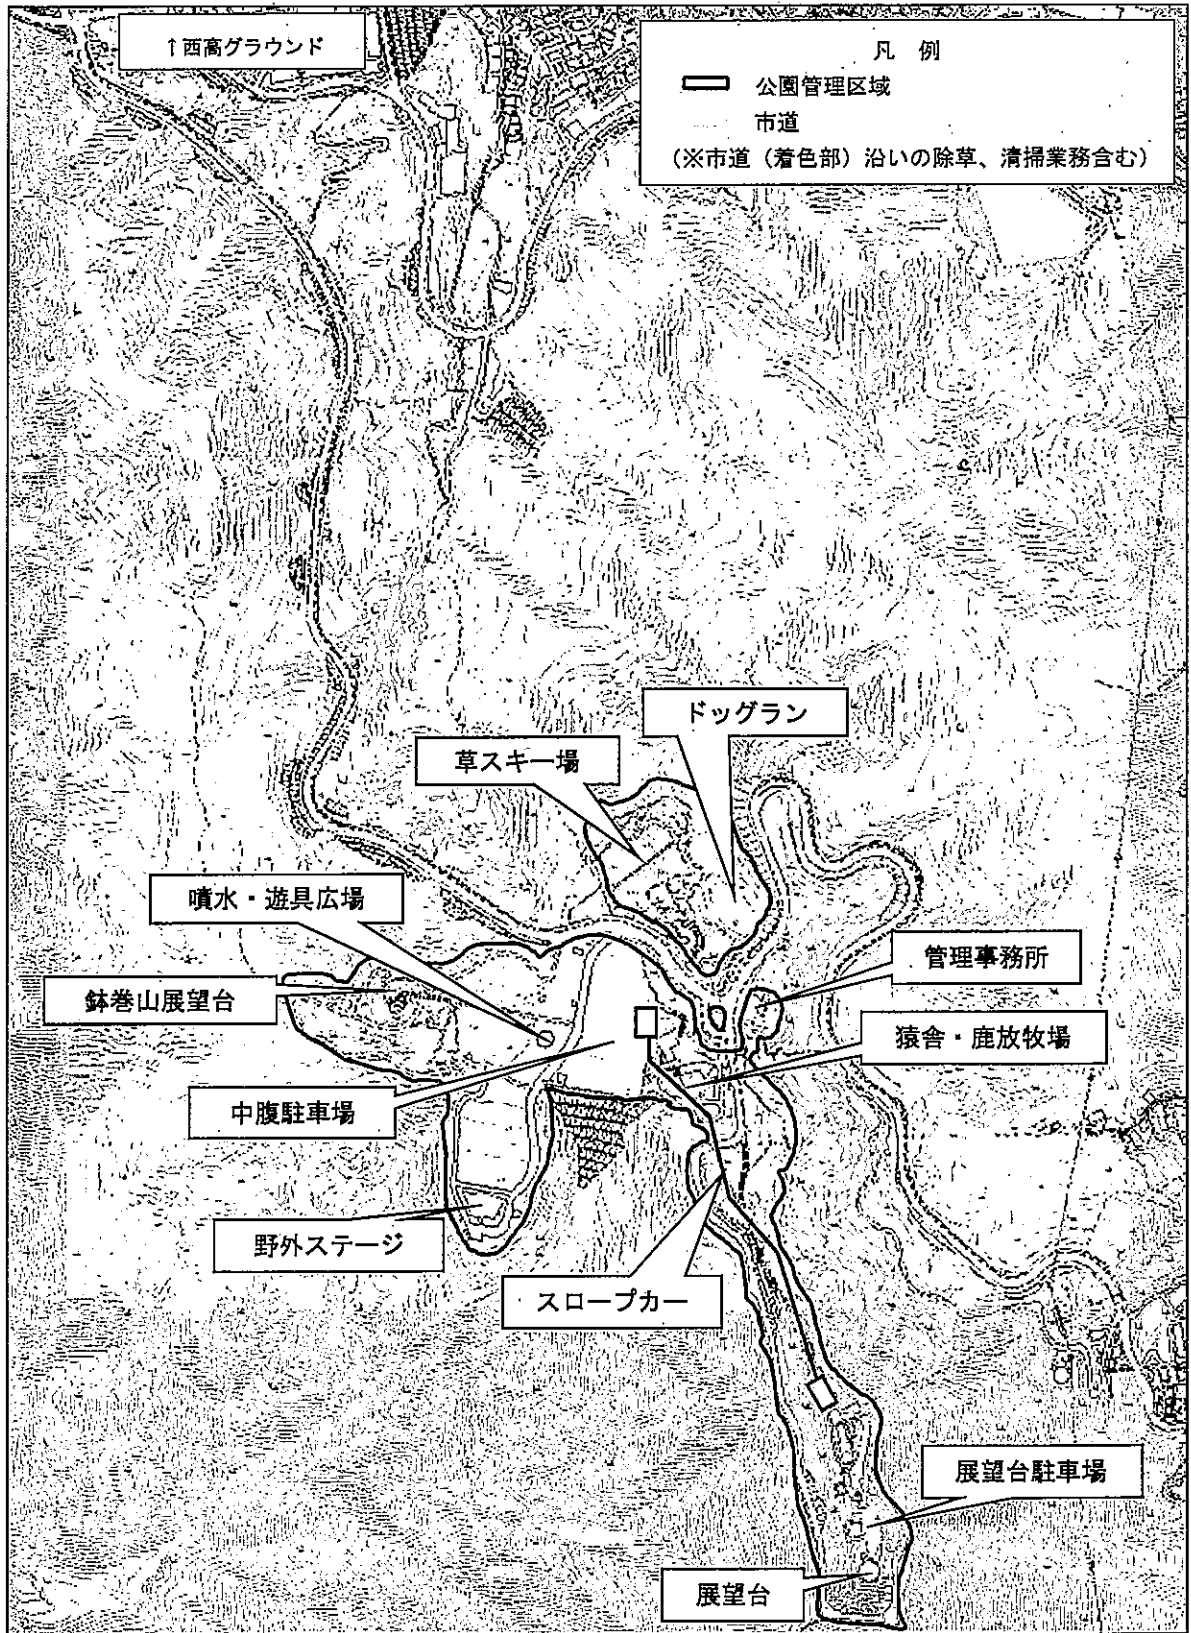 ↑西高グラウンド
凡 例
公園管理区域
市道
(※市道（着色部）沿いの除草、清掃業務含む）
ドッグラン
草スキー場
噴水・遊具広場
管理事務所
鉢巻山展望台
猿舎・鹿放牧場
中腹駐車場
野外ステージ
スロープカー
展望台駐車場
展望台